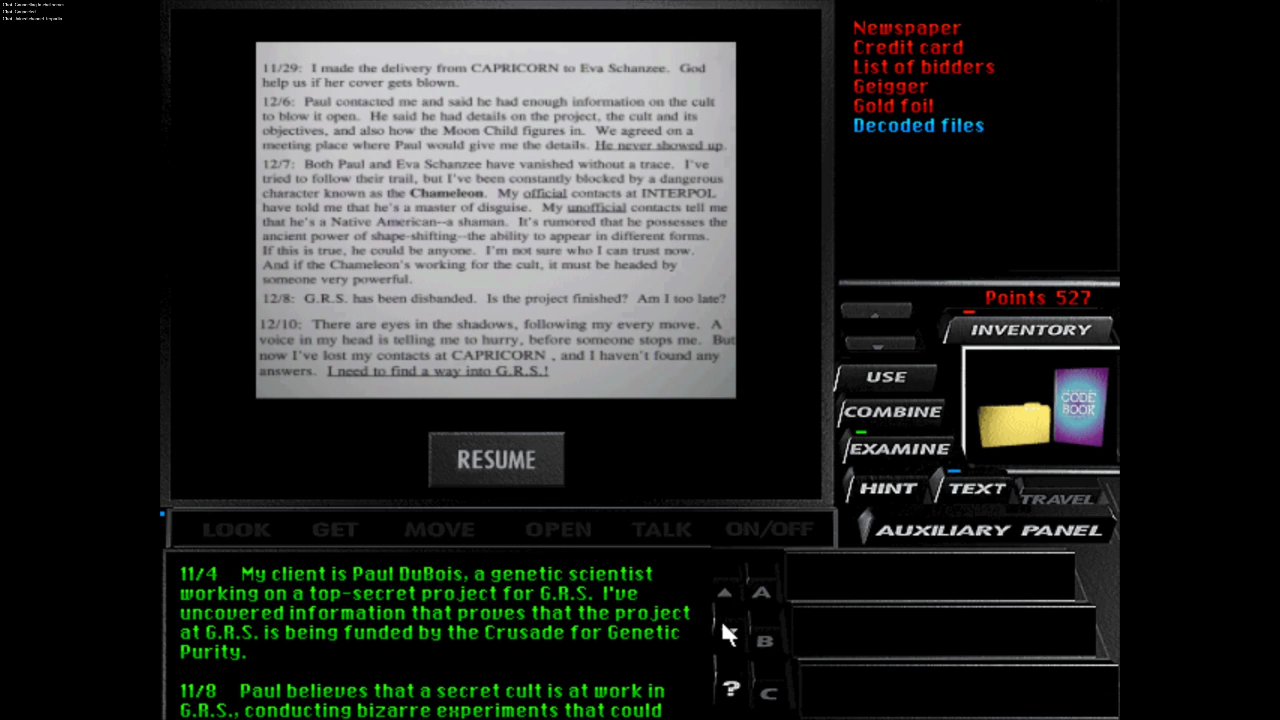 Newspaper
Credit card
List of bidders
Geigger
Gold foil
Decoded files
11/29: I made the delivery from CAPRICORN to Eva Schanzee. God
help us if her cover gets blown.
12/6: Paul contacted me and said he had enough information on the cult
to blow it open. He said he had details on the project, the cult and its
objectives, and also how the Moon Child figures in. We agreed on a
meeting place where Paul would give me the details. He never showed up.
12/7: Both Paul and Eva Schanzee have vanished without a trace. I've
tried to follow their trail, but I've been constantly blocked by a dangerous
character known as the Chameleon. My official contacts at INTERPOL
have told me that he's a master of disguise. My unofficial contacts tell me
that he's a Native American--a shaman. It's rumored that he possesses the
ancient power of shape-shifting--the ability to appear in different forms.
If this is true, he could be anyone. I'm not sure who I can trust now.
And if the Chameleon's working for the cult, it must be headed by
someone very powerful.
12/8: G.R.S. has been disbanded. Is the project finished? Am I too late?
12/10: There are eyes in the shadows, following my every move. A
voice in my head is telling me to hurry, before someone stops me. But
now I've lost my contacts at CAPRICORN , and I haven't found any
answers. I need to find a way into G.R.S.!
RESUME
Points 527
INVENTORY
USE
COMBINE
EXAMINE
CODE
BOOK
HINT
TEXT
TRAVEL
AUXILIARY PANEL
LOOK
GET
MOVE
OPEN
TALK
ON/OFF
11/4 My client is Paul DuBois, a genetic scientist
working on a top-secret project for G.R.S. I've
uncovered information that proves that the project
at G.R.S. is being funded by the Crusade for Genetic
Purity.
11/8 Paul believes that a secret cult is at work in
G.R.S., conducting bizarre experiments that could
A
B
?
C